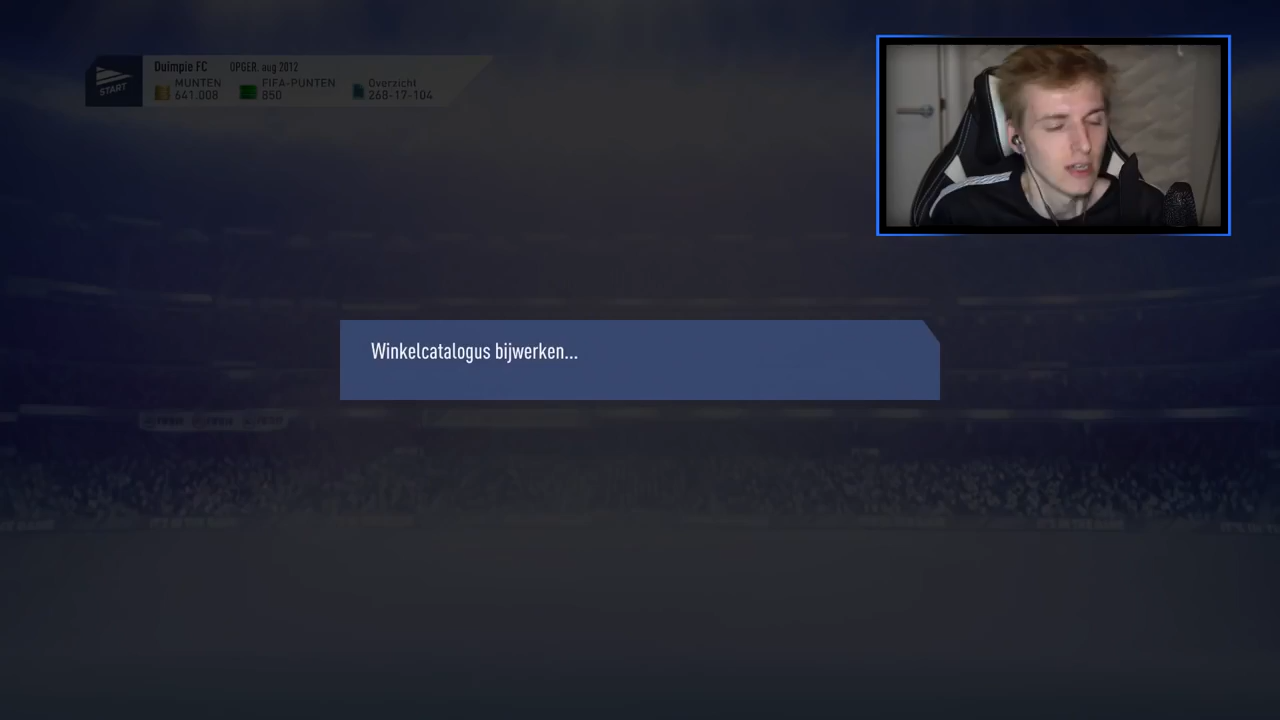 Duimpie FC OPGER. aug 2012
START
MUNTEN FIFA-PUNTEN Overzicht
641.008 850 268-17-104
Winkelcatalogus bijwerken...